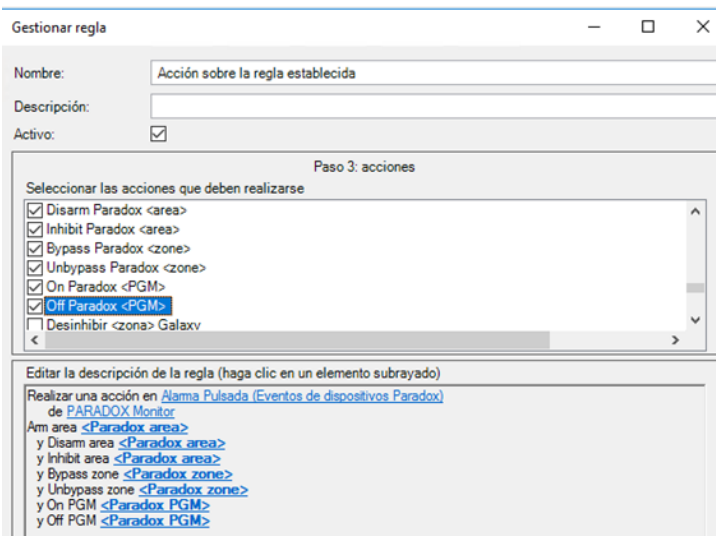 Gestionar regla
Nombre: Acción sobre la regla establecida
Descripción:
Activo:
Paso 3: acciones
Seleccionar las acciones que deben realizarse
Disarm Paradox <area>
Inhibit Paradox <area>
Bypass Paradox <zone>
Unbypass Paradox <zone>
On Paradox <PGM>
Off Paradox <PGM>
Desinhibir <zona> Galaxy
Editar la descripción de la regla (haga clic en un elemento subrayado)
Realizar una acción en Alarma Pulsada (Eventos de dispositivos Paradox)
de PARADOX Monitor
Arm area <Paradox area>
y Disarm area <Paradox area>
y Inhibit area <Paradox area>
y Bypass zone <Paradox zone>
y Unbypass zone <Paradox zone>
y On PGM <Paradox PGM>
y Off PGM <Paradox PGM>